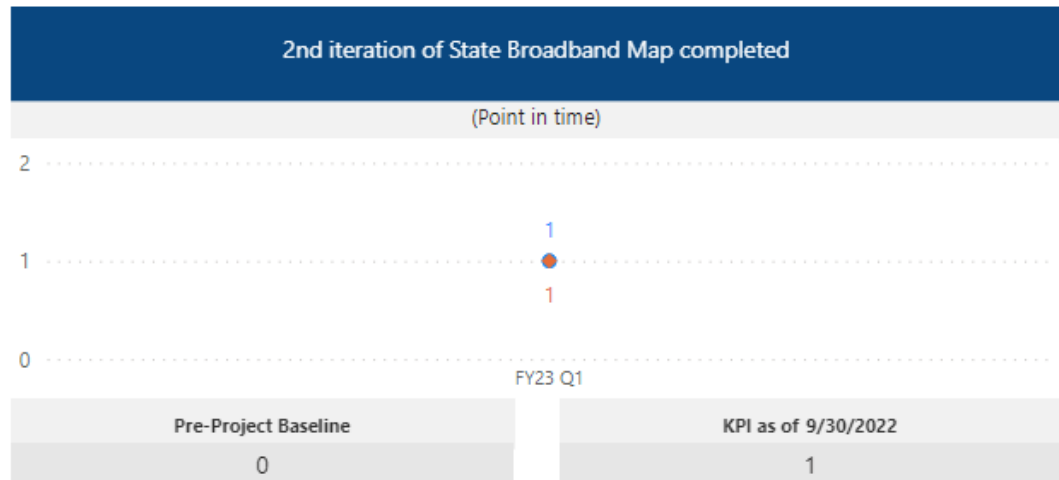 2nd iteration of State Broadband Map completed
(Point in time)
2
1
1
1
0
FY23 Q1
Pre-Project Baseline
KPI as of 9/30/2022
0
1